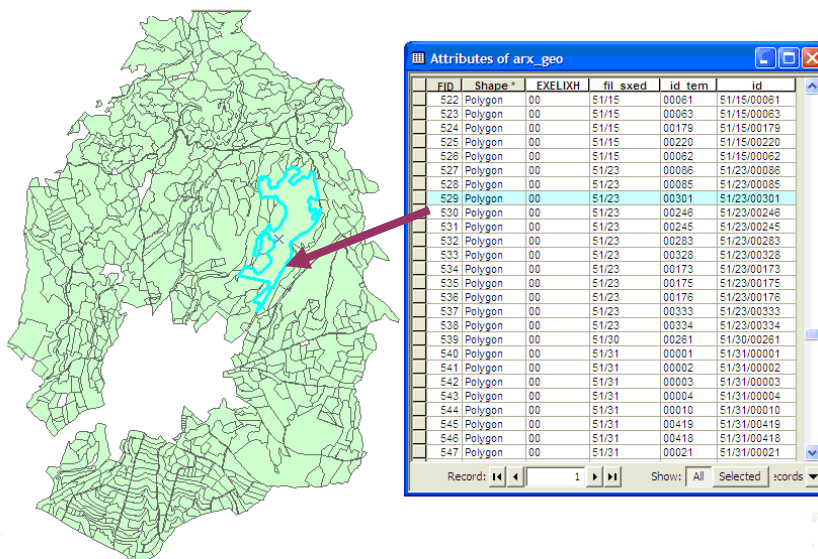 Attributes of arx_geo
FID Shape * EXELIXH fil_sxed id_tem id
522 Polygon 00 51/15 00061 51/15/00061
523 Polygon 00 51/15 00063 51/15/00063
524 Polygon 00 51/15 00179 51/15/00179
525 Polygon 00 51/15 00220 51/15/00220
526 Polygon 00 51/15 00062 51/15/00062
527 Polygon 00 51/23 00086 51/23/00086
528 Polygon 00 51/23 00085 51/23/00085
529 Polygon 00 51/23 00301 51/23/00301
530 Polygon 00 51/23 00246 51/23/00246
531 Polygon 00 51/23 00245 51/23/00245
532 Polygon 00 51/23 00283 51/23/00283
533 Polygon 00 51/23 00328 51/23/00328
534 Polygon 00 51/23 00173 51/23/00173
535 Polygon 00 51/23 00175 51/23/00175
536 Polygon 00 51/23 00176 51/23/00176
537 Polygon 00 51/23 00333 51/23/00333
538 Polygon 00 51/23 00334 51/23/00334
539 Polygon 00 51/30 00261 51/30/00261
540 Polygon 00 51/31 00001 51/31/00001
541 Polygon 00 51/31 00002 51/31/00002
542 Polygon 00 51/31 00003 51/31/00003
543 Polygon 00 51/31 00004 51/31/00004
544 Polygon 00 51/31 00010 51/31/00010
545 Polygon 00 51/31 00419 51/31/00419
546 Polygon 00 51/31 00418 51/31/00418
547 Polygon 00 51/31 00021 51/31/00021
Record: 1 Show: All Selected :cords